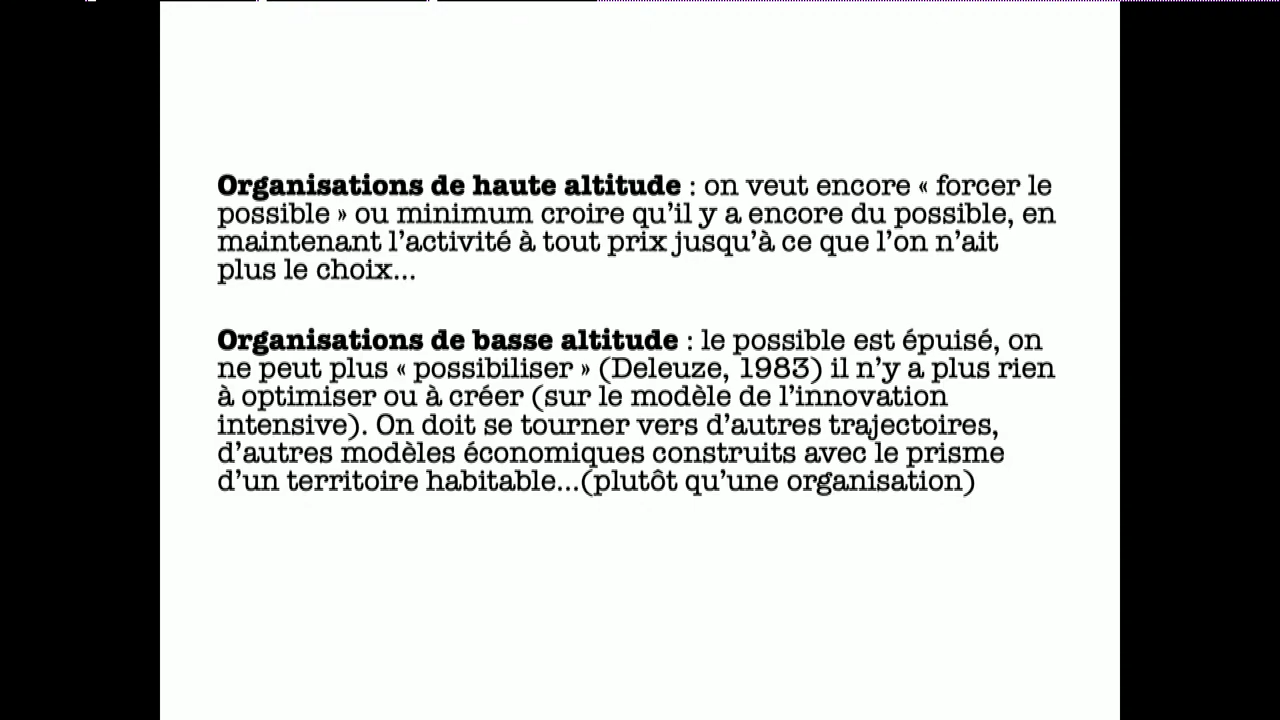 Organisations de haute altitude : on veut encore « forcer le
possible » ou minimum croire qu’il y a encore du possible, en
maintenant l’activité à tout prix jusqu’à ce que l’on n’ait
plus le choix…
Organisations de basse altitude : le possible est épuisé, on
ne peut plus « possibiliser » (Deleuze, 1983) il n’y a plus rien
à optimiser ou à créer (sur le modèle de l’innovation
intensive). On doit se tourner vers d’autres trajectoires,
d’autres modèles économiques construits avec le prisme
d’un territoire habitable…(plutôt qu’une organisation)